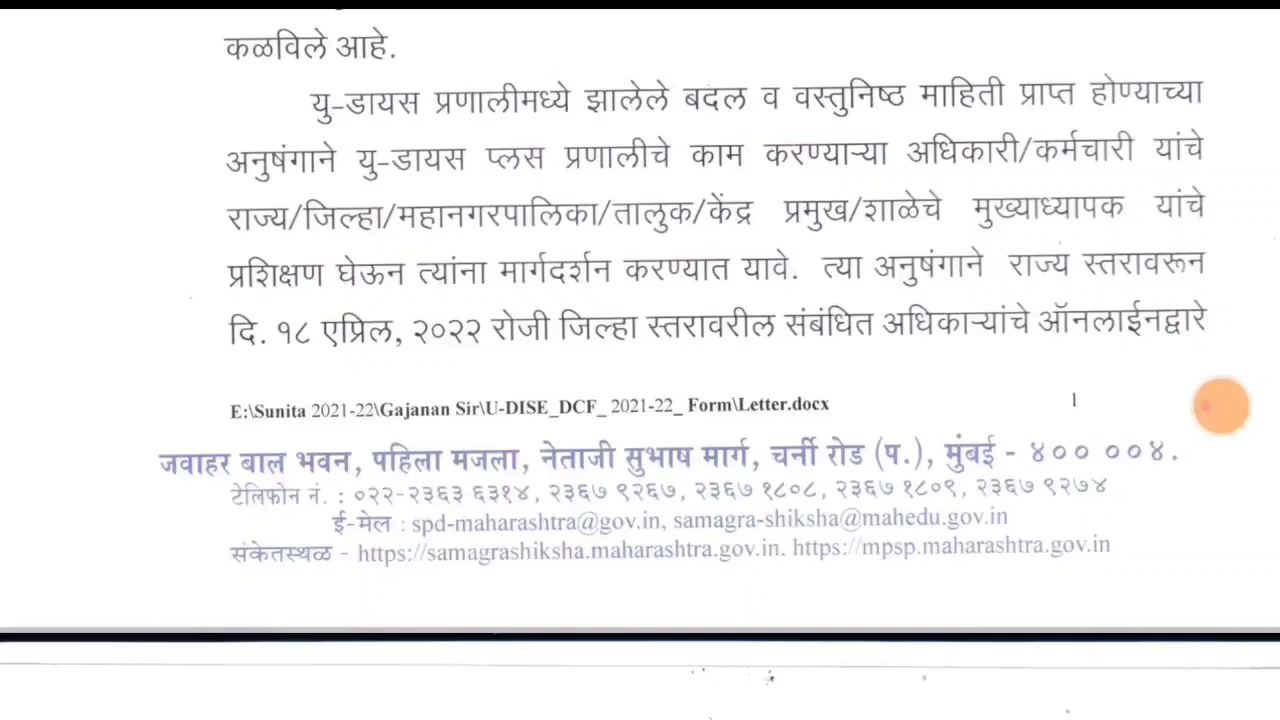 कळविले आहे.
यु-डायस प्रणालीमध्ये झालेले बदल व वस्तुनिष्ठ माहिती प्राप्त होण्याच्या
अनुषंगाने यु-डायस प्लस प्रणालीचे काम करण्याऱ्या अधिकारी/कर्मचारी यांचे
राज्य/जिल्हा/महानगरपालिका/तालुक/केंद्र प्रमुख/शाळेचे मुख्याध्यापक यांचे
प्रशिक्षण घेऊन त्यांना मार्गदर्शन करण्यात यावे. त्या अनुषंगाने राज्य स्तरावरून
दि. १८ एप्रिल, २०२२ रोजी जिल्हा स्तरावरील संबंधित अधिकाऱ्यांचे ऑनलाईनद्वारे
E:\Sunita 2021-22\Gajanan Sir\U-DISE_DCF_ 2021-22_ Form\Letter.docx 1
जवाहर बाल भवन, पहिला मजला, नेताजी सुभाष मार्ग, चर्नी रोड (प.), मुंबई - ४०० ००४.
टेलिफोन नं. : ०२२-२३६३ ६३१४, २३६७ ९२६७, २३६७ १८०८, २३६७ १८०९, २३६७ ९२७४
ई-मेल : spd-maharashtra@gov.in, samagra-shiksha@mahedu.gov.in
संकेतस्थळ - https://samagrashiksha.maharashtra.gov.in. https://mpsp.maharashtra.gov.in